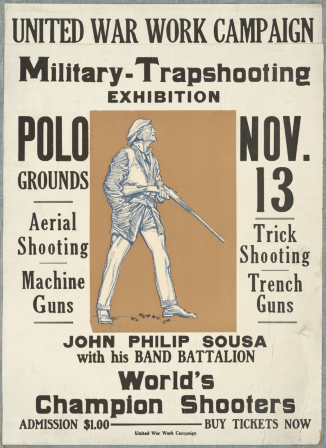 UNITED WAR WORK CAMPAIGN
Military-Trapshooting
EXHIBITION
POLO
GROUNDS
Aerial
Shooting
Machine
Guns
NOV.
13
Trick
Shooting
Trench
Guns
JOHN PHILIP SOUSA
with his BAND BATTALION
World's
Champion Shooters
ADMISSION $1.00 BUY TICKETS NOW
United War Work Campaign